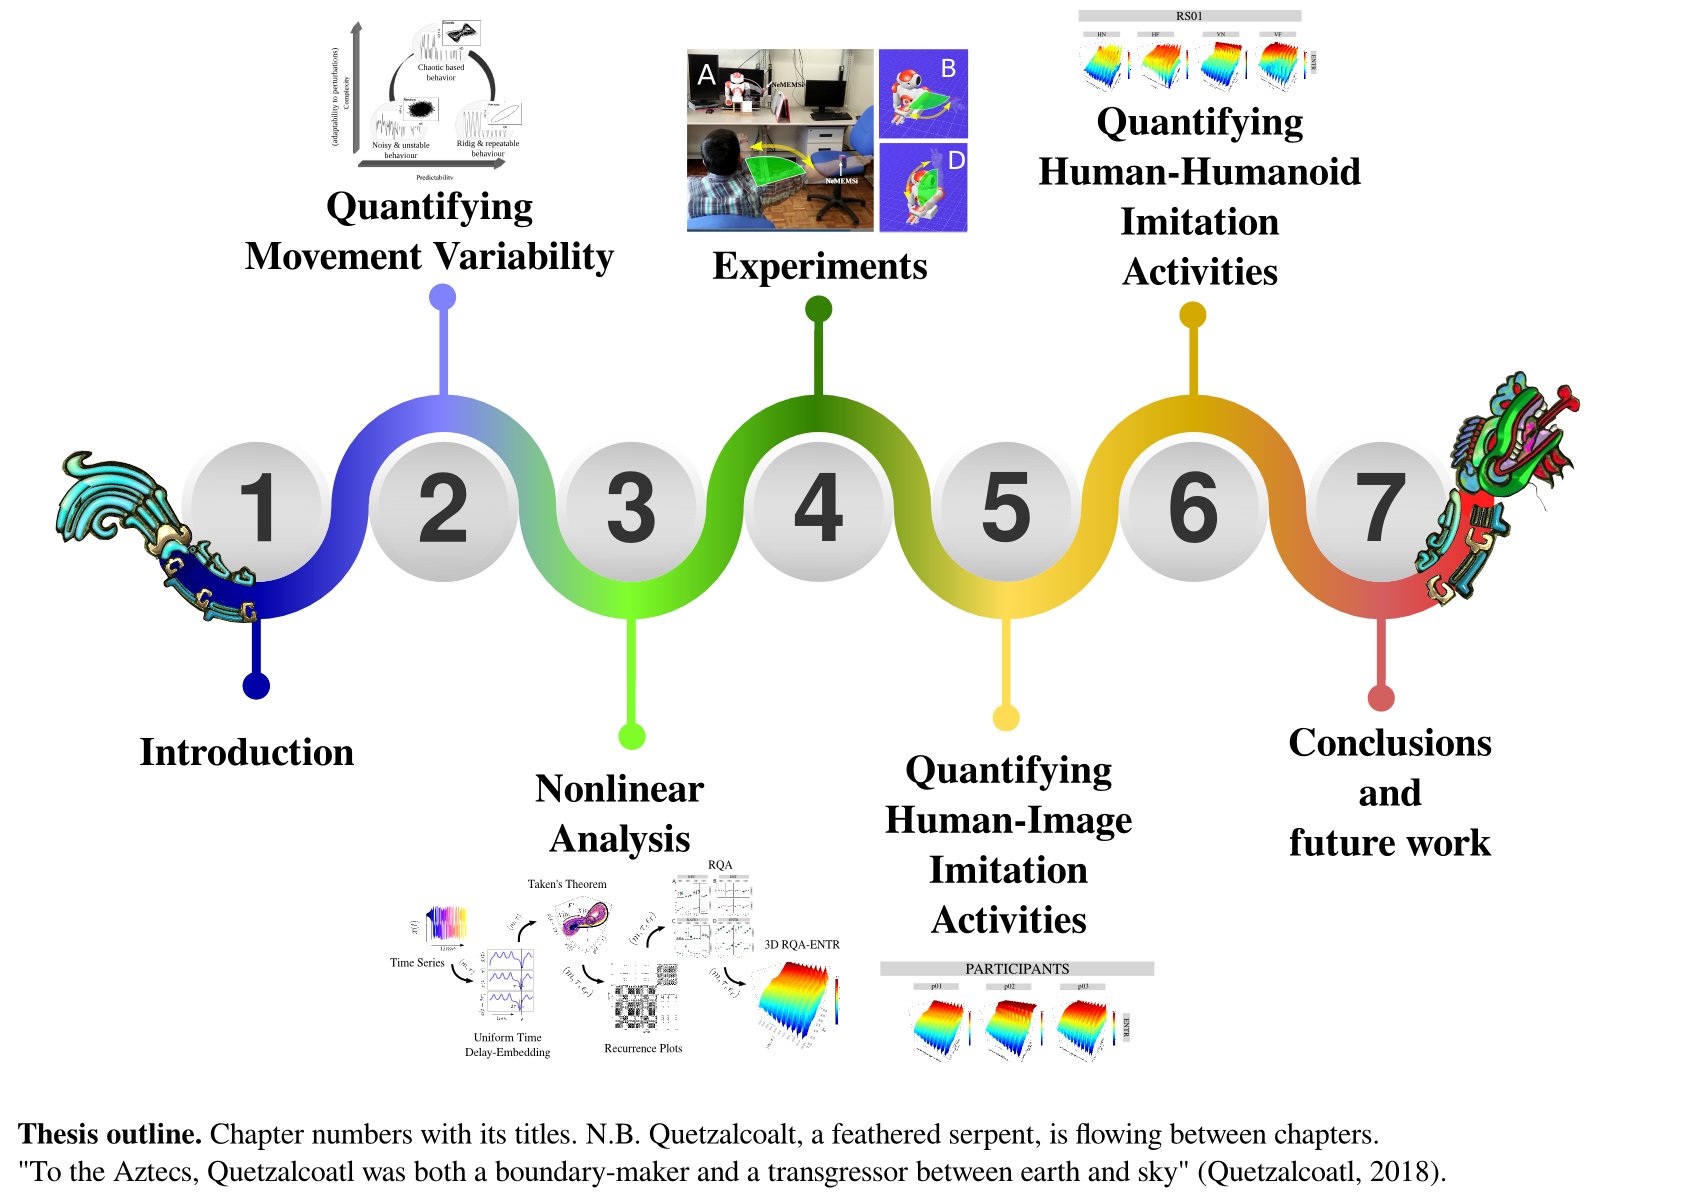 (adaptability to perturbations)
Complexity
Chaotic based
behavior
Noisy & unstable
behaviour
Ridig & repeatable
behaviour
Predictability
Quantifying
Movement Variability
A
NeMEMSi
NeMEMSi
B
D
Experiments
RS01
HN HF VN VF
ENTR
Quantifying
Human-Humanoid
Imitation
Activities
1 2 3 4 5 6 7
Introduction
Nonlinear
Analysis
RQA
Taken's Theorem
Time Series
Uniform Time
Delay-Embedding
Recurrence Plots
3D RQA-ENTR
Quantifying
Human-Image
Imitation
Activities
PARTICIPANTS
p01 p02 p03
ENTR
Conclusions
and
future work
Thesis outline. Chapter numbers with its titles. N.B. Quetzalcoalt, a feathered serpent, is flowing between chapters.
"To the Aztecs, Quetzalcoatl was both a boundary-maker and a transgressor between earth and sky" (Quetzalcoatl, 2018).